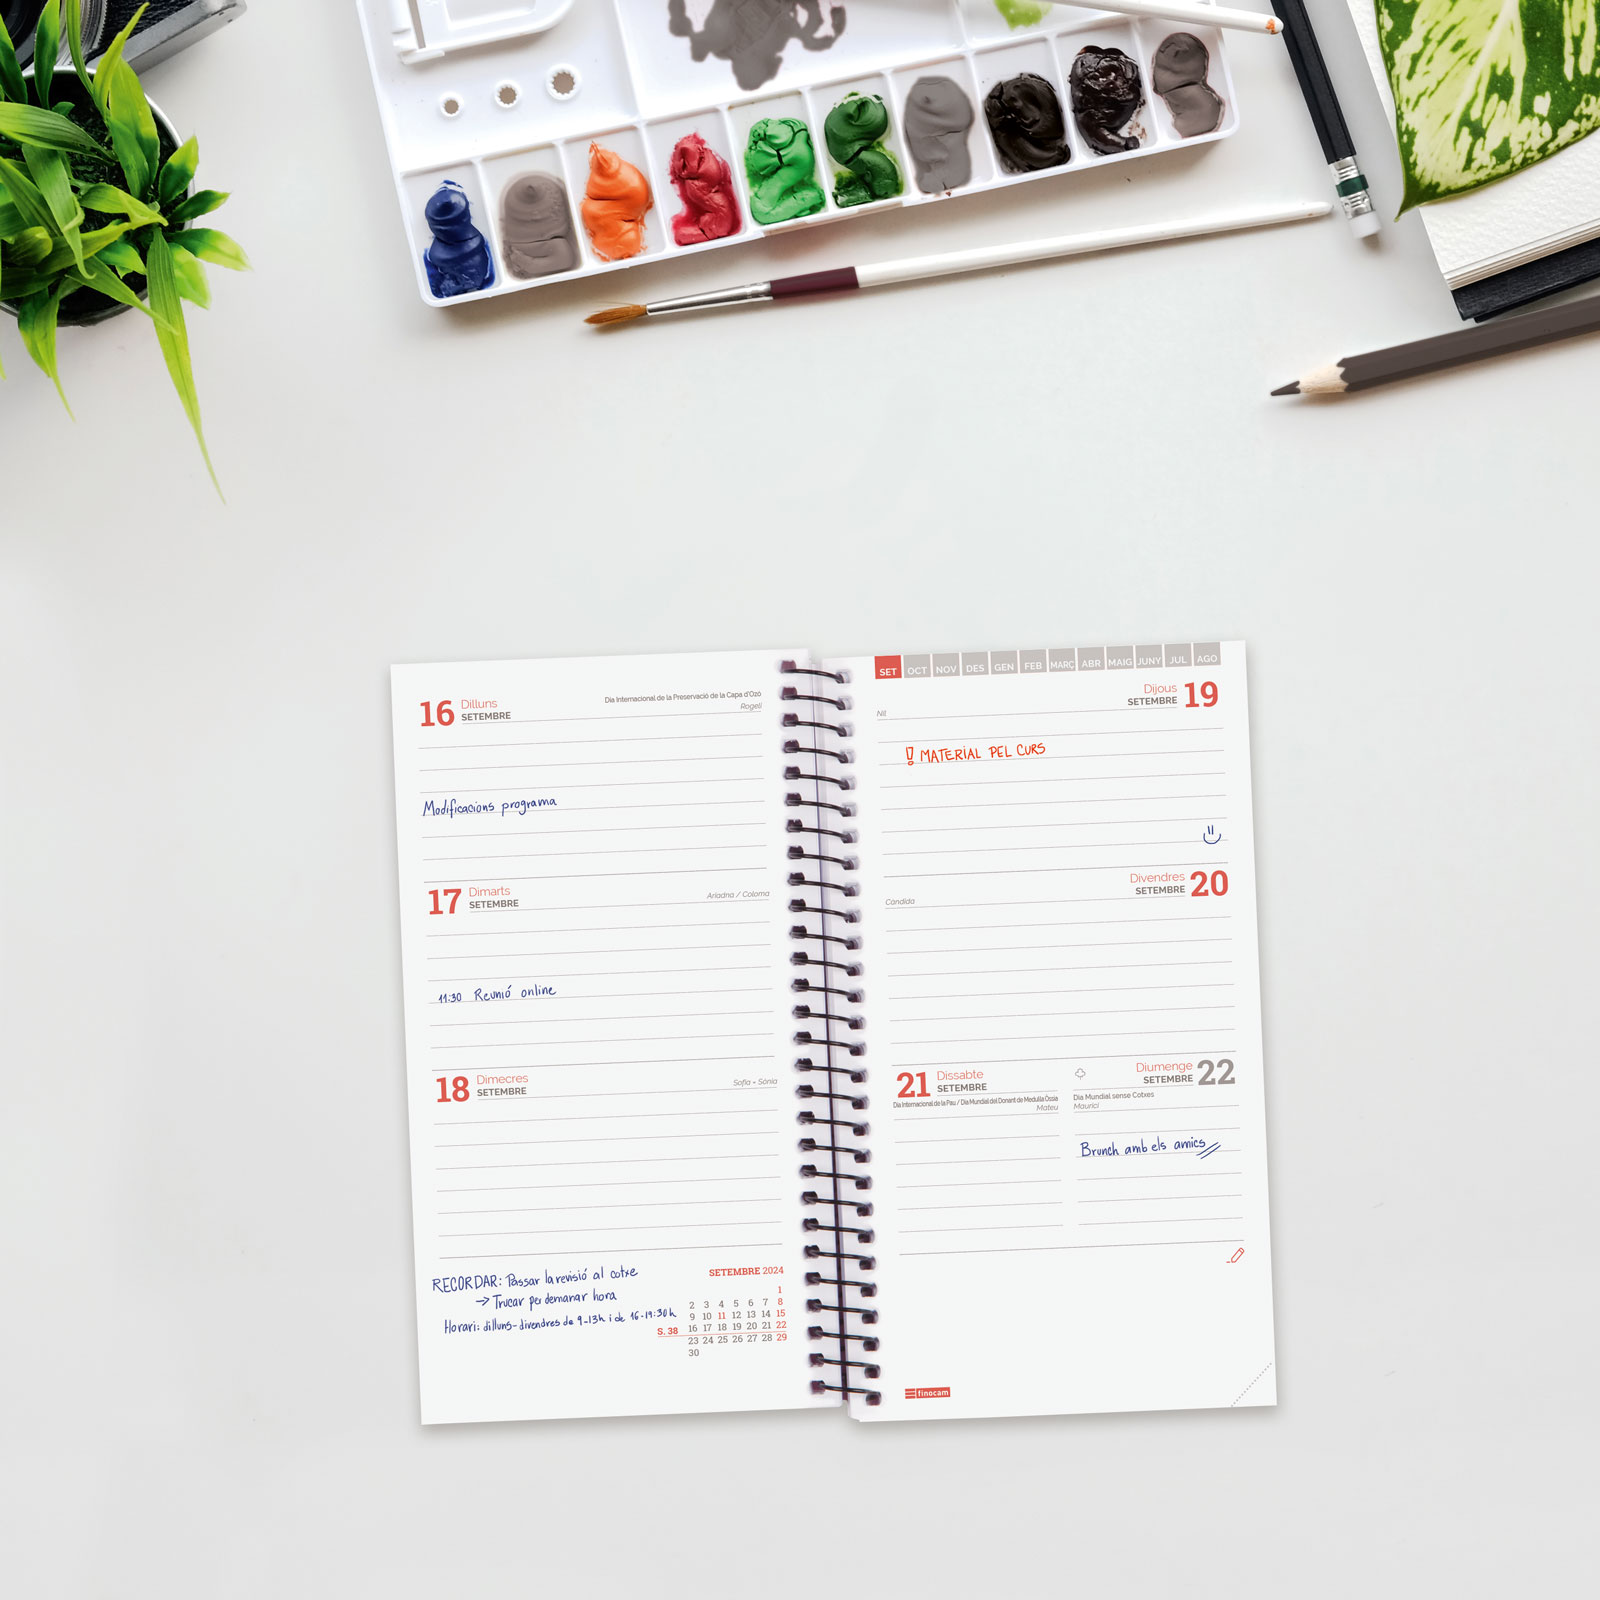 16 Dilluns
SETEMBRE
Dia Internacional de la Preservació de la Capa d'Ozó
Rogeli
Modificacions programa
17 Dimarts
SETEMBRE
Ariadna / Coloma
11:30 Reunió online
18 Dimecres
SETEMBRE
Sofia - Sònia
RECORDAR: Passar la revisió al cotxe
→ Trucar per demanar hora
Horari: dilluns-divendres de 9-13h i de 16-19:30h
SETEMBRE 2024
1
2 3 4 5 6 7 8
9 10 11 12 13 14 15
S. 38 16 17 18 19 20 21 22
23 24 25 26 27 28 29
30
SET OCT NOV DES GEN FEB MARÇ ABR MAIG JUNY JUL AGO
Dijous 19
SETEMBRE
Nil
! MATERIAL PEL CURS
Divendres 20
SETEMBRE
Candida
21 Dissabte
SETEMBRE
Dia Internacional de la Pau / Dia Mundial del Donant de Medul·la Òssia
Mateu
Diumenge 22
SETEMBRE
Dia Mundial sense Cotxes
Maurici
Brunch amb els amics
finocam